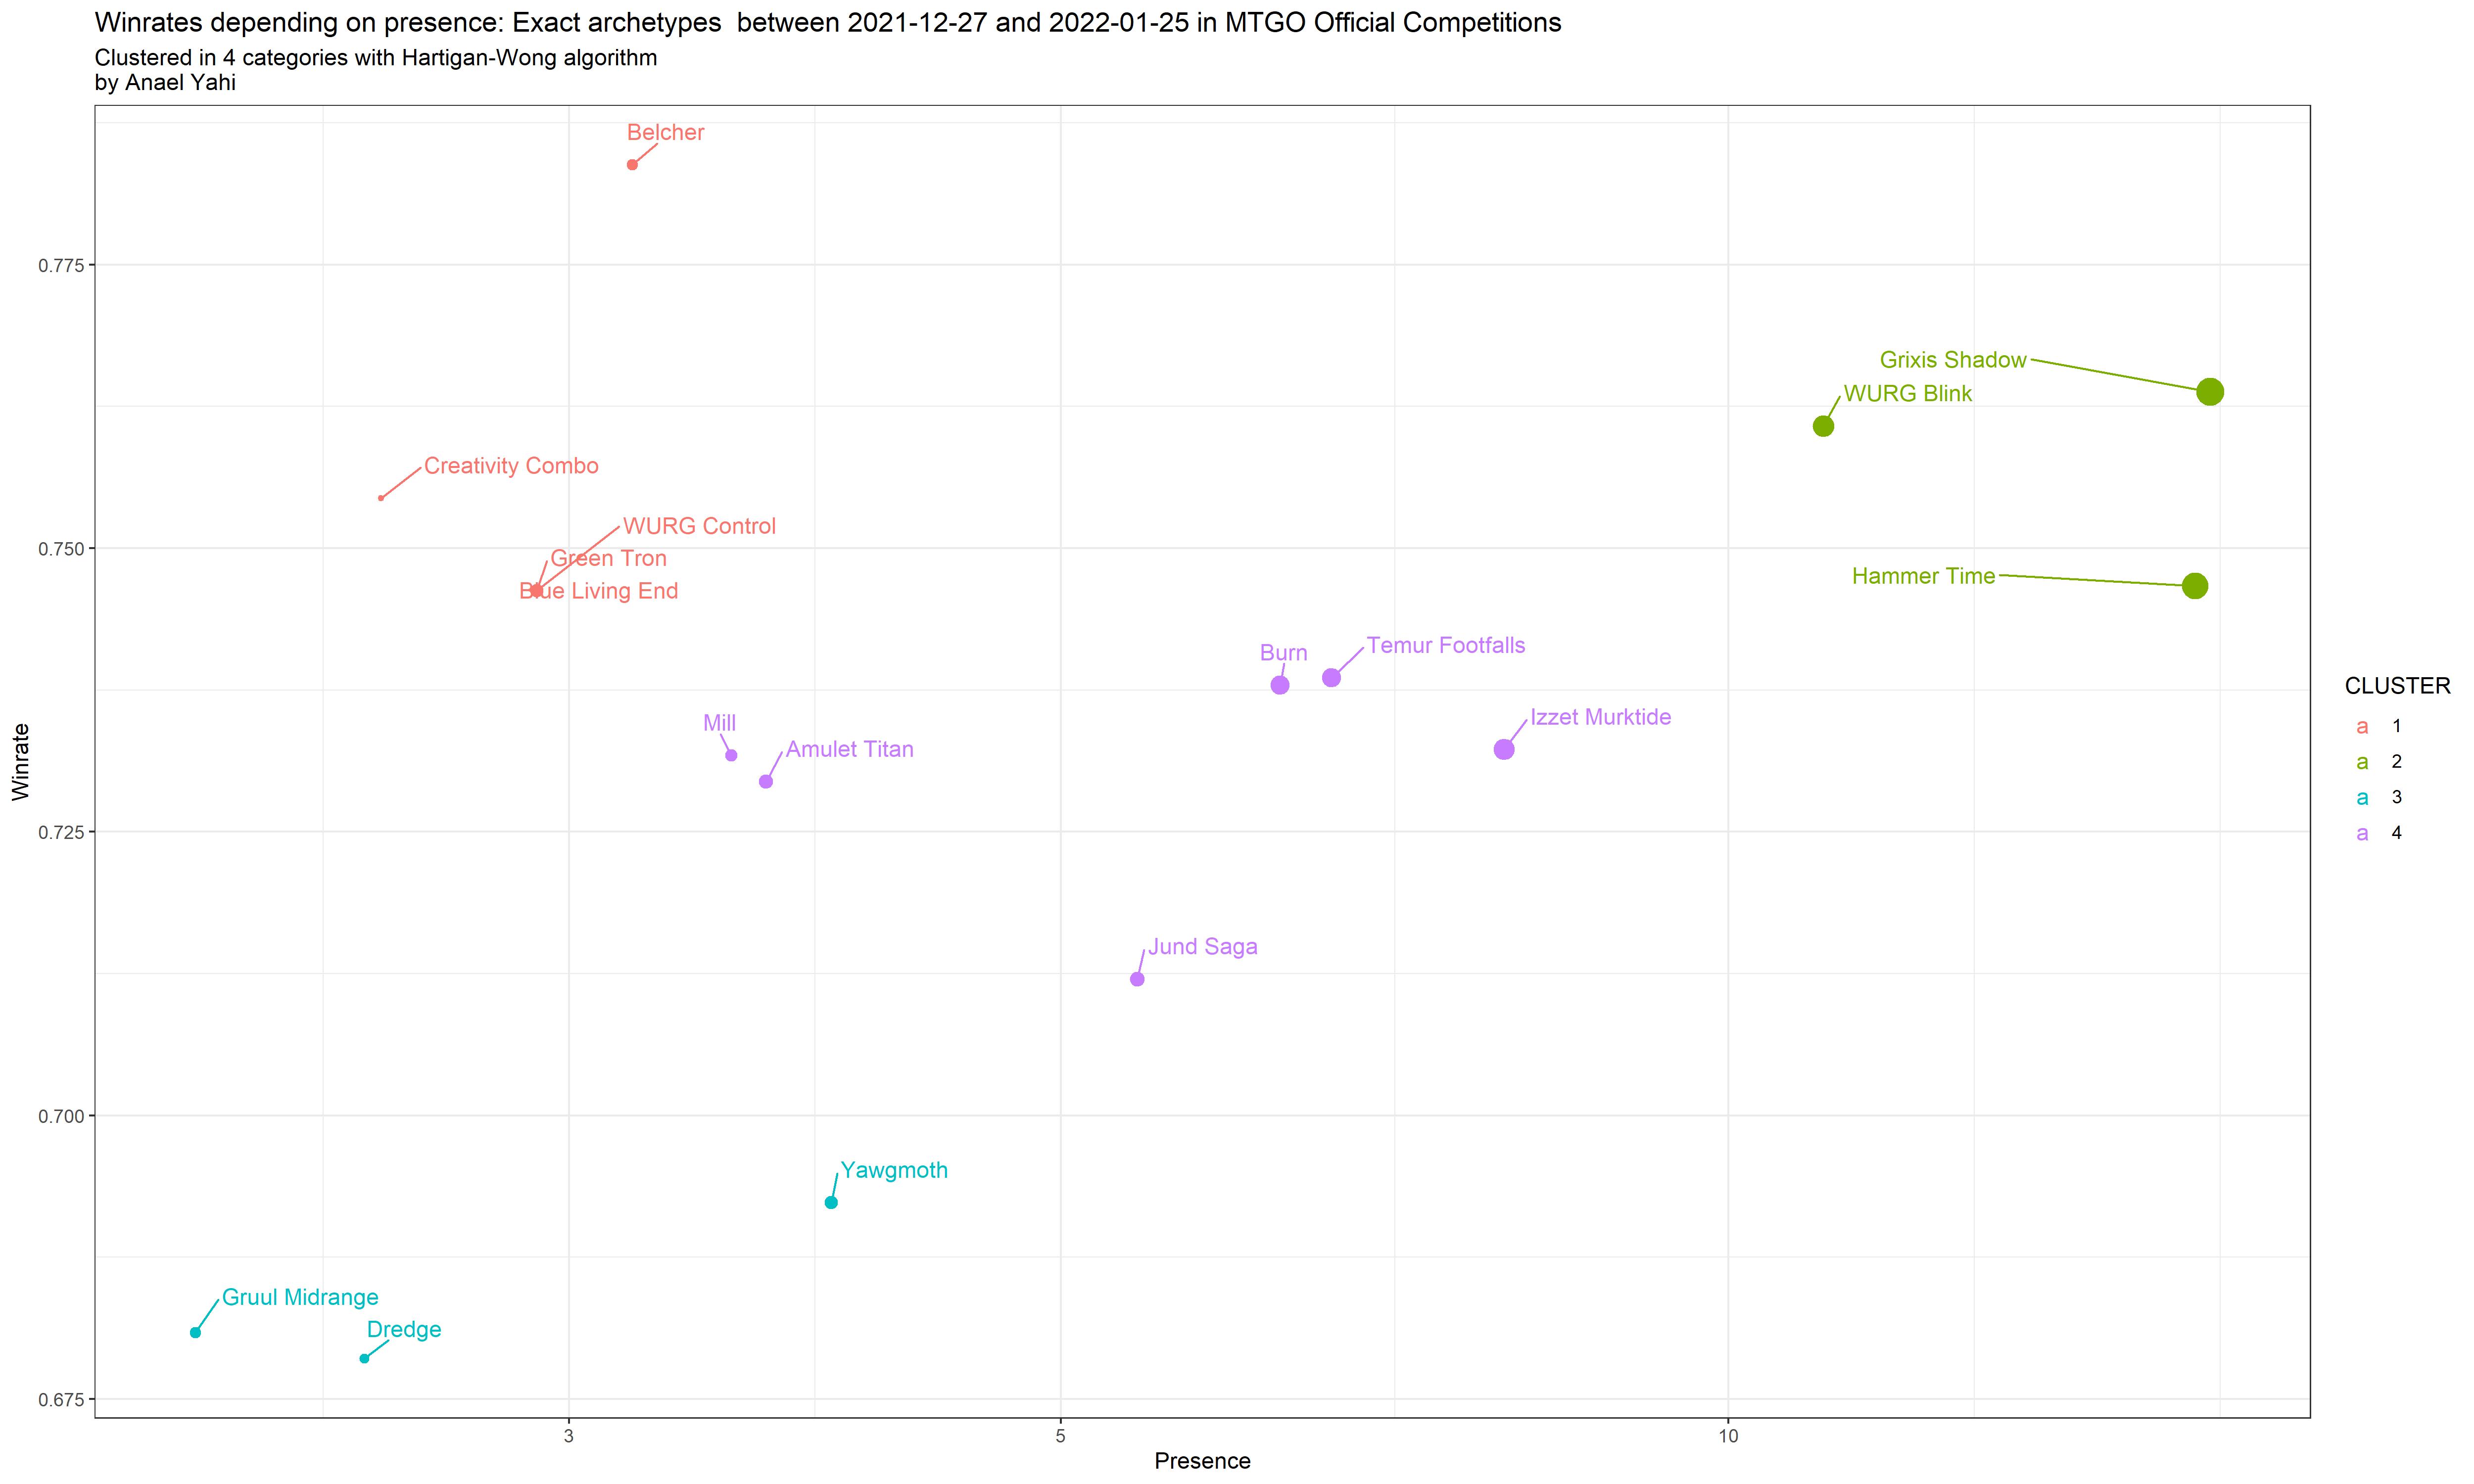 Winrates depending on presence: Exact archetypes  between 2021-12-27 and 2022-01-25 in MTGO Official Competitions
Clustered in 4 categories with Hartigan-Wong algorithm
by Anael Yahi
Belcher
0.775
Grixis Shadow
WURG Blink
Creativity Combo
WURG Control
0.750
Green Tron
Hammer Time
Blue Living End
Temur Footfalls
Burn
CLUSTER
Izzet Murktide
Mill
a 1
Amulet Titan
a 2
Winrate
a 3
0.725
a 4
Jund Saga
0.700
Yawgmoth
Gruul Midrange
Dredge
0.675
3
5
10
Presence